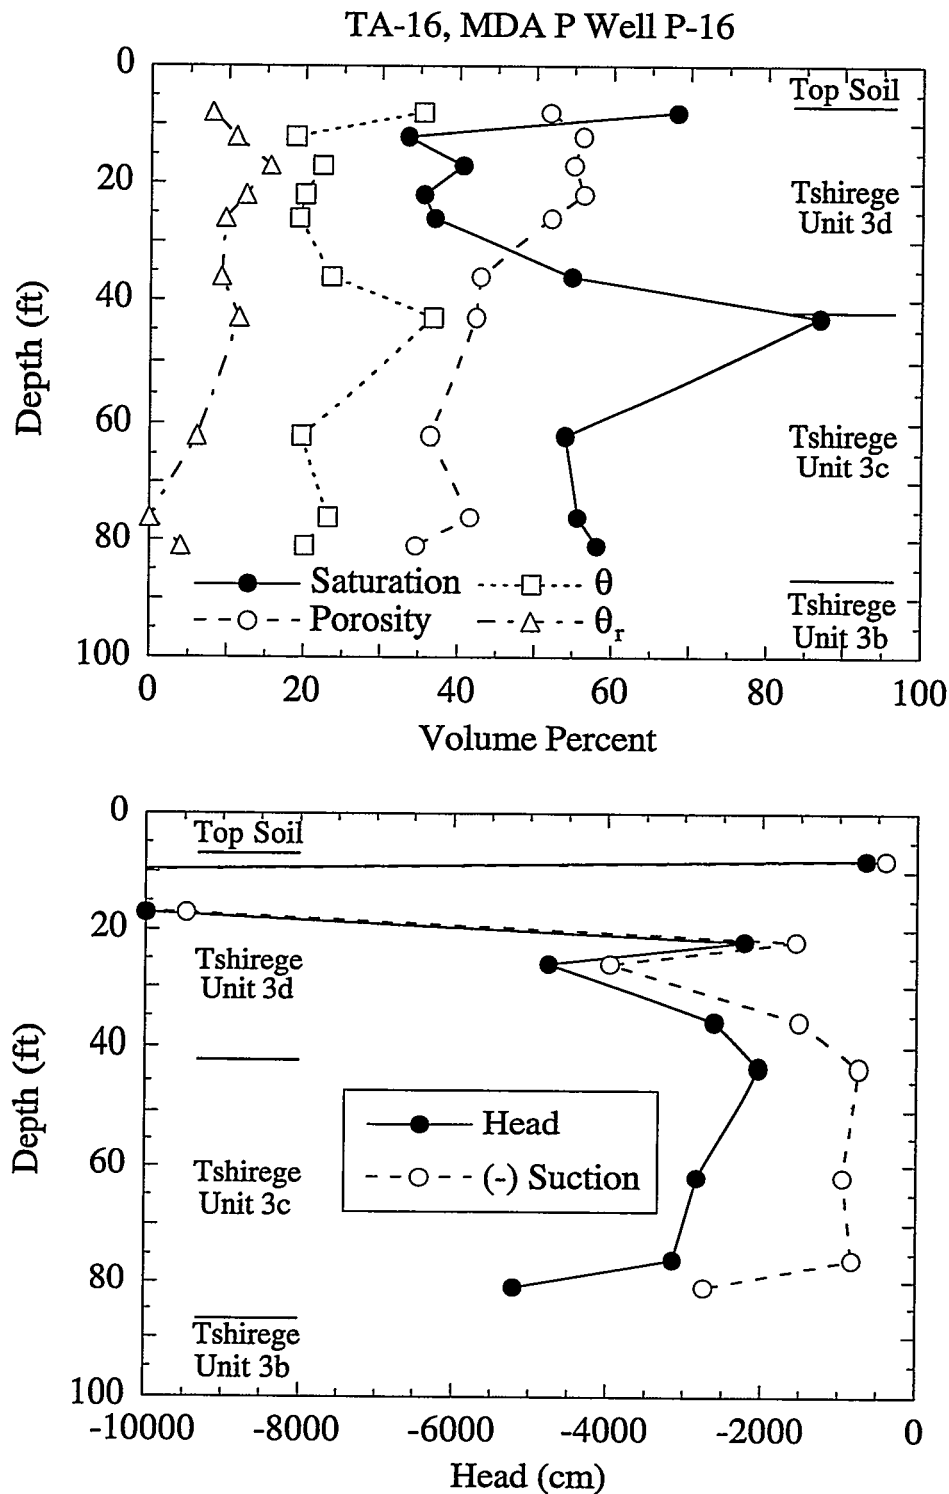 TA-16, MDA P Well P-16
0
20
40
60
80
100
Depth (ft)
Top Soil
Tshirege
Unit 3d
Tshirege
Unit 3c
Tshirege
Unit 3b
Saturation
θ
Porosity
θr
0 20 40 60 80 100
Volume Percent
0
20
40
60
80
100
Depth (ft)
Top Soil
Tshirege
Unit 3d
Tshirege
Unit 3c
Tshirege
Unit 3b
Head
(-) Suction
-10000 -8000 -6000 -4000 -2000 0
Head (cm)